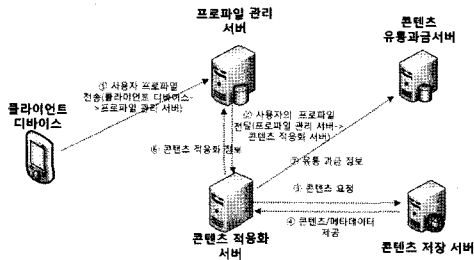 프로파일 관리
서버
콘텐츠
유통과금서버
① 사용자 프로파일
전송(클라이언트 디바이스-
>프로파일 관리 서버)
클라이언트
디바이스
② 사용자의 프로파일
전달(프로파일 관리 서버->
콘텐츠 적응화 서버)
⑥ 콘텐츠 적응화 정보
유통 과금 정보
③ 콘텐츠 요청
④ 콘텐츠/메타데이터
제공
콘텐츠 적응화
서버
콘텐츠 저장 서버